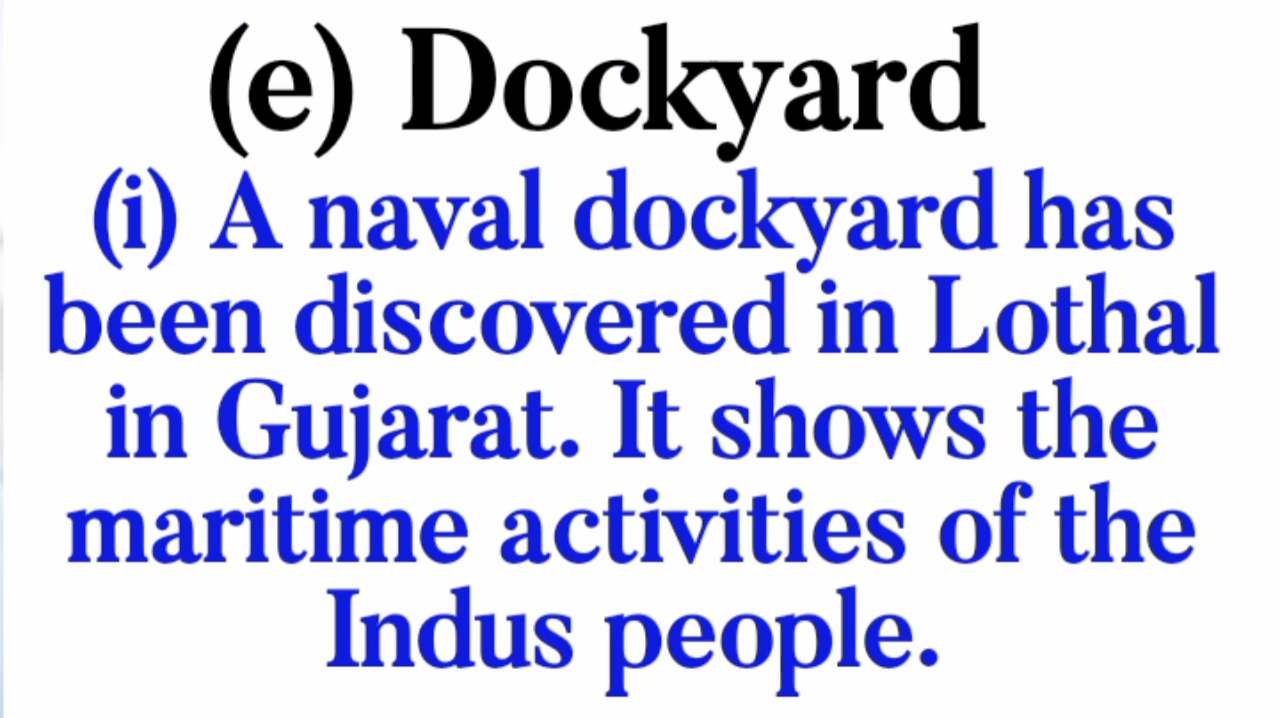 (e) Dockyard
(i) A naval dockyard has
been discovered in Lothal
in Gujarat. It shows the
maritime activities of the
Indus people.